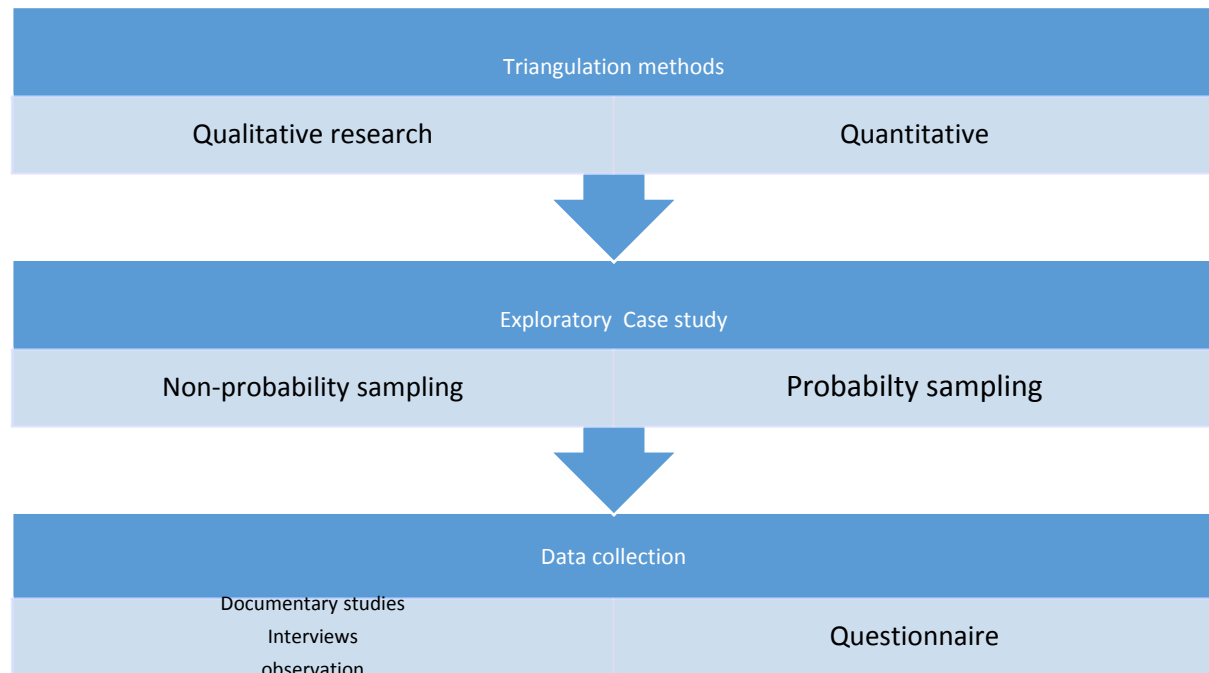 Triangulation methods
Qualitative research
Quantitative
Exploratory Case study
Non-probability sampling
Probabilty sampling
Data collection
Documentary studies
Interviews
observation
Questionnaire